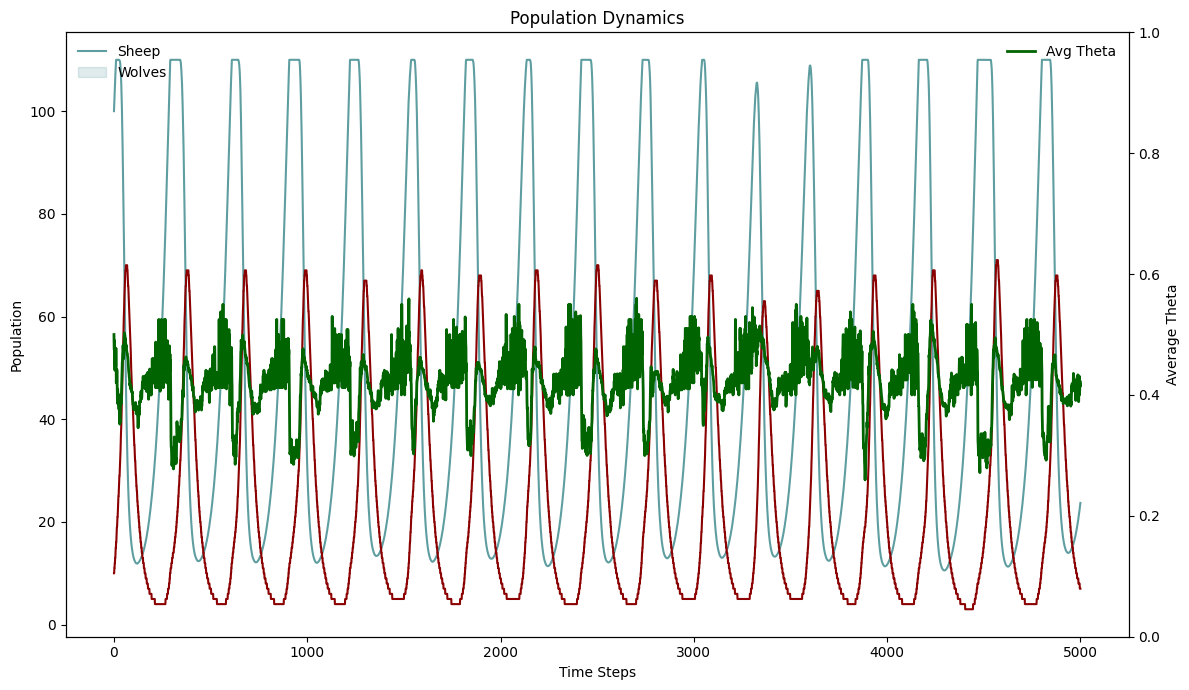 Population Dynamics
Sheep
Wolves
Avg Theta
Population
100
80
60
40
20
0
1.0
0.8
0.6
0.4
0.2
0.0
Average Theta
0 1000 2000 3000 4000 5000
Time Steps